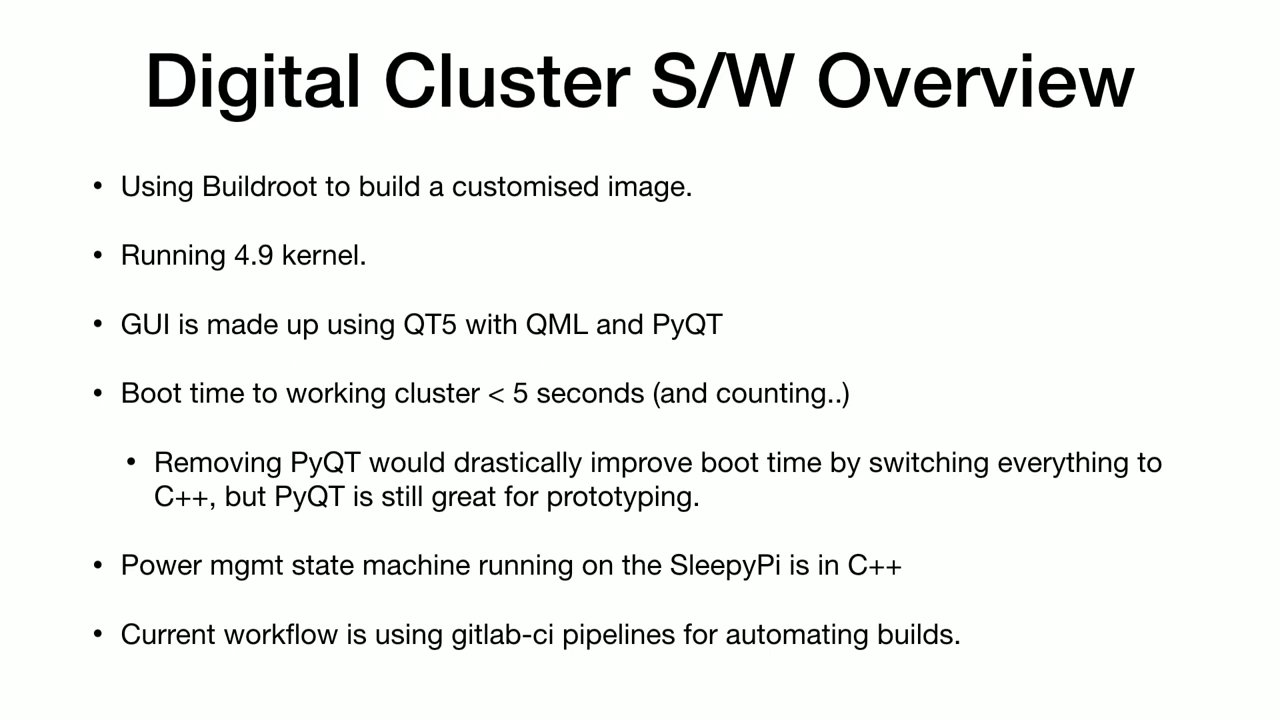 Digital Cluster S/W Overview
• Using Buildroot to build a customised image.
• Running 4.9 kernel.
• GUI is made up using QT5 with QML and PyQT
• Boot time to working cluster < 5 seconds (and counting..)
• Removing PyQT would drastically improve boot time by switching everything to
C++, but PyQT is still great for prototyping.
• Power mgmt state machine running on the SleepyPi is in C++
• Current workflow is using gitlab-ci pipelines for automating builds.